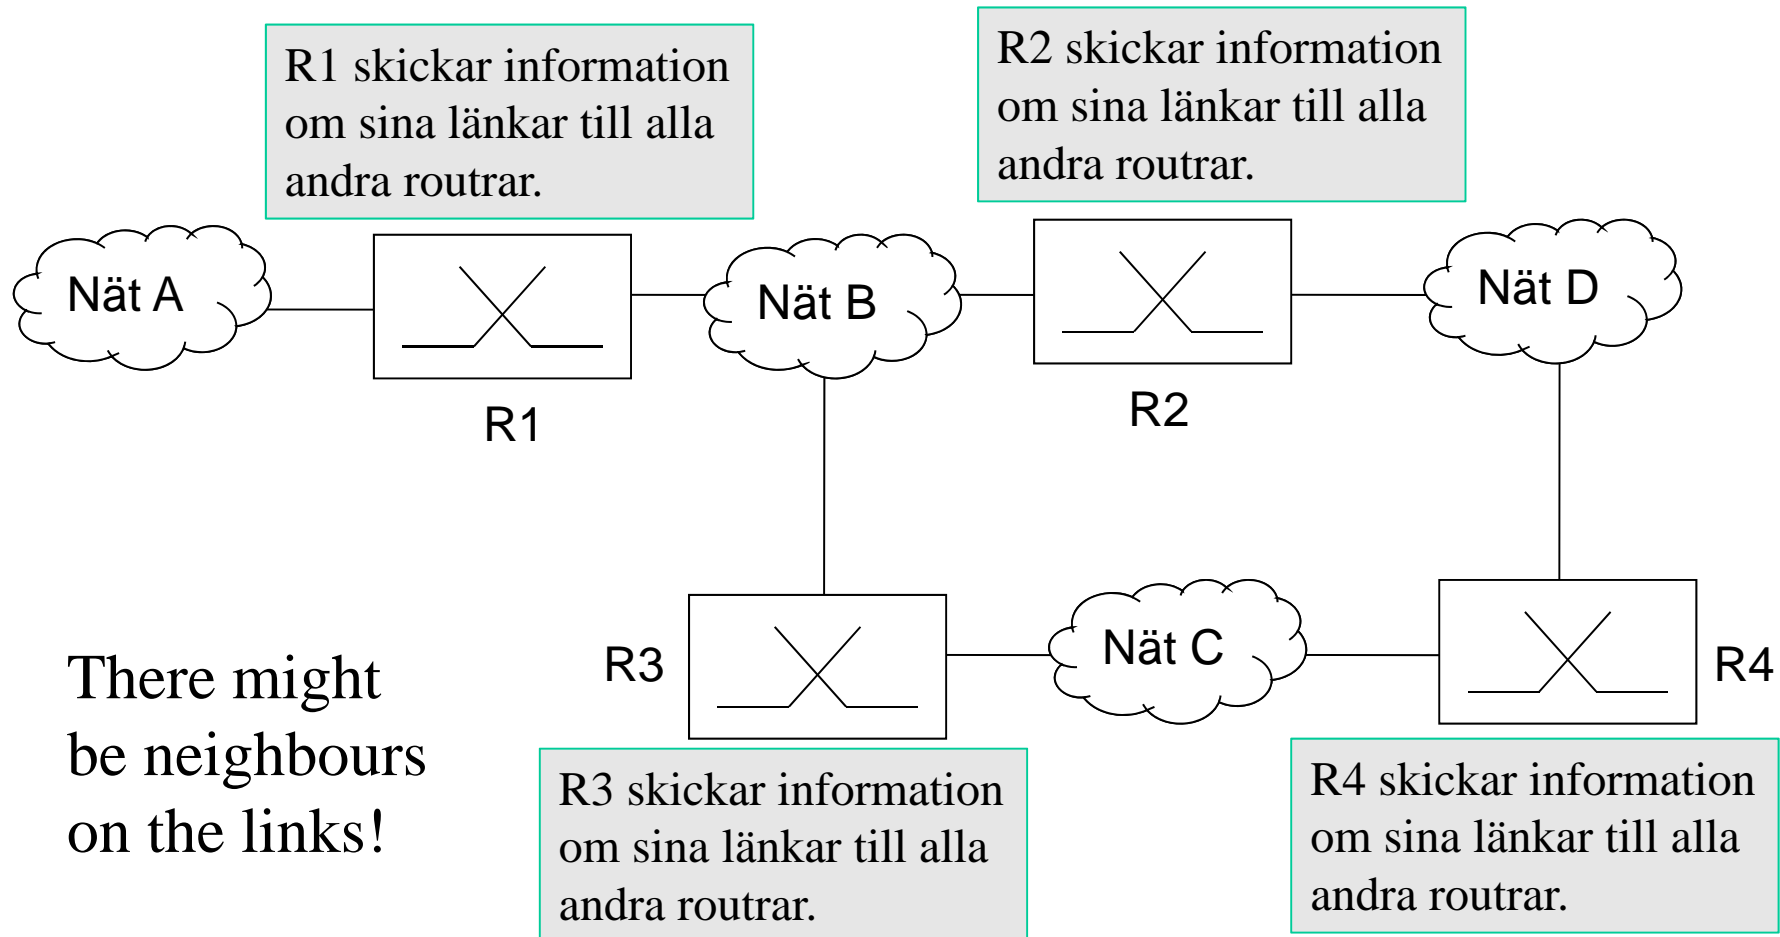 R1 skickar information
om sina länkar till alla
andra routrar.
R2 skickar information
om sina länkar till alla
andra routrar.
Nät A
Nät B
Nät D
R1
R2
R3
Nät C
R4
There might
be neighbours
on the links!
R3 skickar information
om sina länkar till alla
andra routrar.
R4 skickar information
om sina länkar till alla
andra routrar.